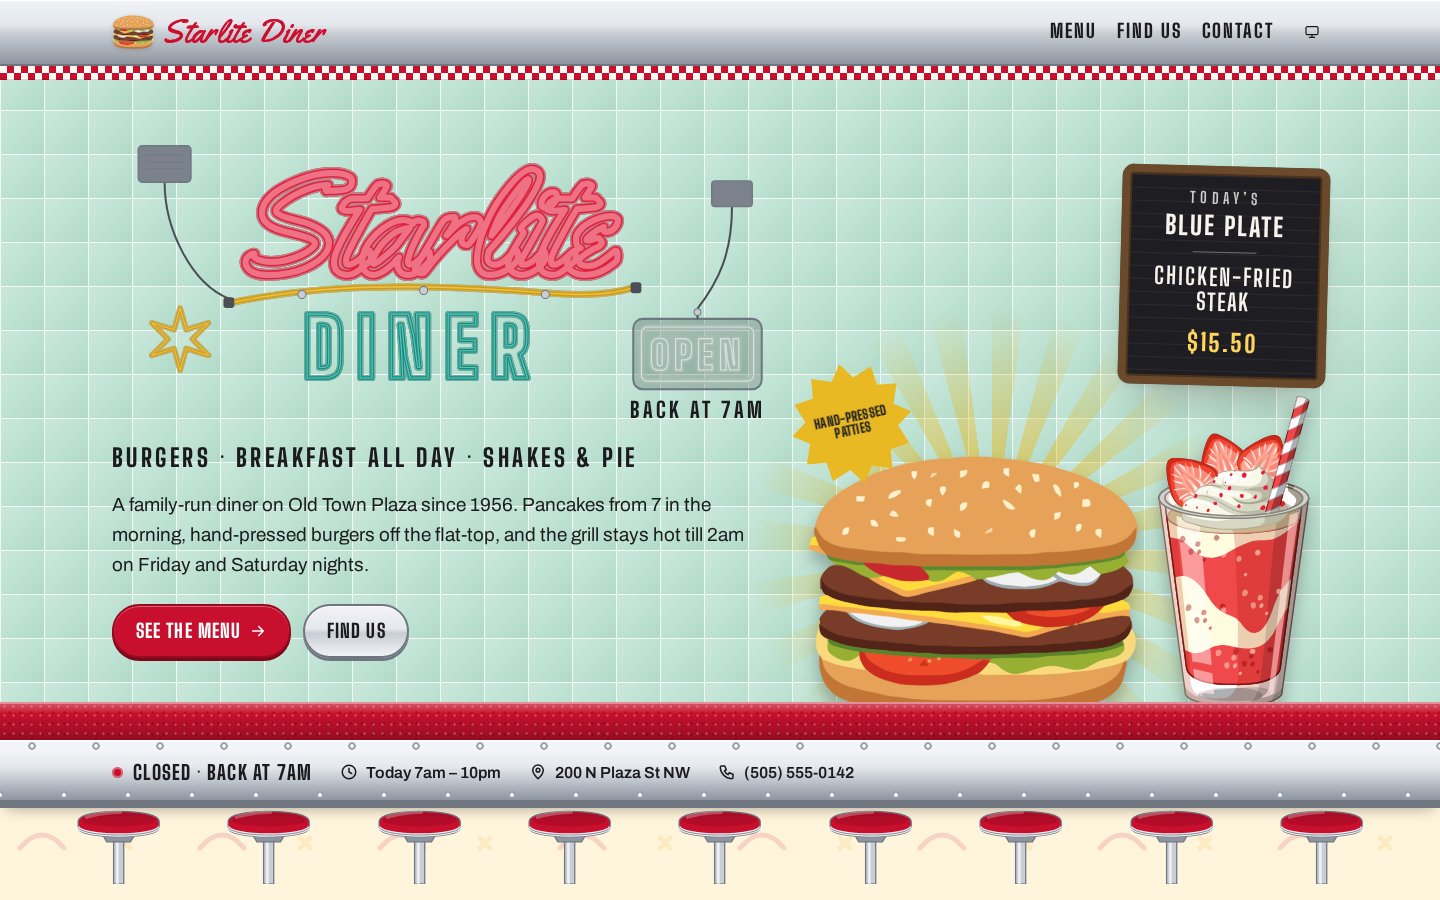 Starlite Diner
MENU FIND US CONTACT
Starlite
DINER
OPEN
BACK AT 7AM
TODAY'S
BLUE PLATE
CHICKEN-FRIED
STEAK
$15.50
HAND-PRESSED
PATTIES
BURGERS · BREAKFAST ALL DAY · SHAKES & PIE
A family-run diner on Old Town Plaza since 1956. Pancakes from 7 in the
morning, hand-pressed burgers off the flat-top, and the grill stays hot till 2am
on Friday and Saturday nights.
SEE THE MENU →
FIND US
CLOSED · BACK AT 7AM
Today 7am – 10pm
200 N Plaza St NW
(505) 555-0142